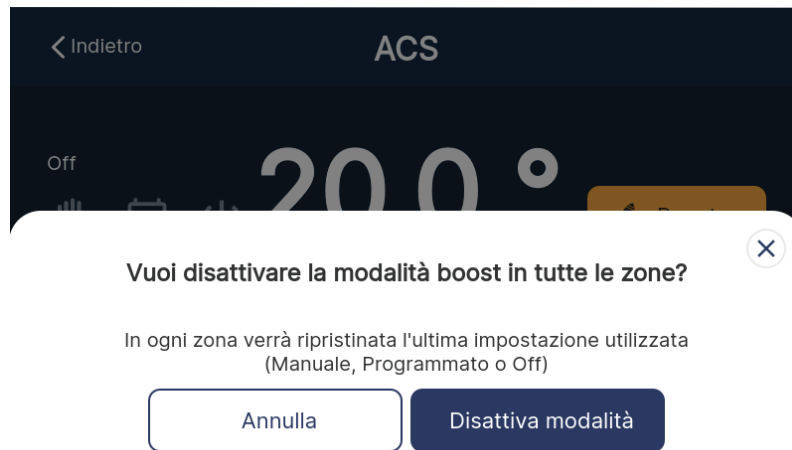 Indietro
ACS
Off
20.0 °
Vuoi disattivare la modalità boost in tutte le zone?
In ogni zona verrà ripristinata l'ultima impostazione utilizzata
(Manuale, Programmato o Off)
Annulla
Disattiva modalità